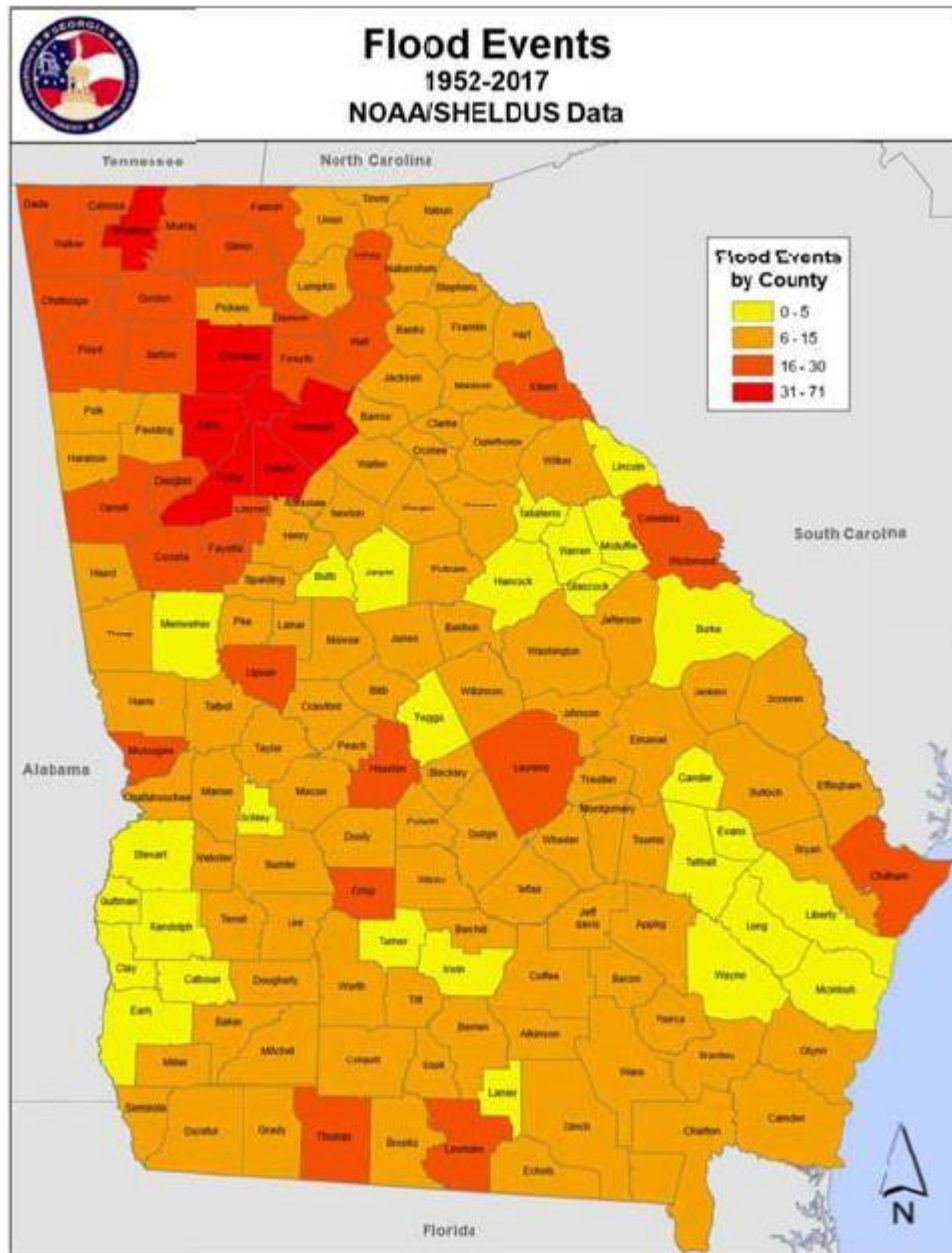 GEORGIA
Flood Events
1952-2017
NOAA/SHELDUS Data
Tennessee
North Carolina
South Carolina
Alabama
Florida
Flood Events
by County
0 - 5
6 - 15
16 - 30
31 - 71
N
Dade
Catoosa
Murray
Fannin
Union
Towns
Rabun
Walker
Gilmer
Lumpkin
Habersham
Stephens
Chattooga
Gordon
Pickens
Dawson
Banks
Franklin
Hart
Floyd
Bartow
Cherokee
Forsyth
Hall
Jackson
Madison
Elbert
Polk
Paulding
Cobb
Gwinnett
Barrow
Clarke
Oconee
Oglethorpe
Wilkes
Lincoln
Haralson
Douglas
Fulton
Dekalb
Walton
Carroll
Clayton
Rockdale
Newton
Morgan
Taliaferro
Columbia
Coweta
Fayette
Henry
Warren
Mcduffie
Richmond
Heard
Spalding
Butts
Jasper
Putnam
Hancock
Glascock
Meriwether
Pike
Lamar
Monroe
Jones
Baldwin
Washington
Jefferson
Burke
Upson
Harris
Talbot
Crawford
Bibb
Twiggs
Wilkinson
Johnson
Jenkins
Screven
Muscogee
Taylor
Peach
Houston
Bleckley
Laurens
Emanuel
Treutlen
Candler
Bulloch
Effingham
Chattahoochee
Marion
Schley
Macon
Pulaski
Dodge
Wheeler
Montgomery
Toombs
Evans
Bryan
Chatham
Stewart
Webster
Sumter
Dooly
Wilcox
Telfair
Tattnall
Liberty
Long
Quitman
Randolph
Terrell
Lee
Crisp
Turner
Ben hill
Irwin
Jeff
davis
Appling
Wayne
Mcintosh
Clay
Calhoun
Dougherty
Worth
Tift
Coffee
Bacon
Pierce
Early
Baker
Mitchell
Colquitt
Berrien
Atkinson
Ware
Brantley
Glynn
Miller
Cook
Lanier
Clinch
Charlton
Camden
Seminole
Decatur
Grady
Thomas
Brooks
Lowndes
Echols